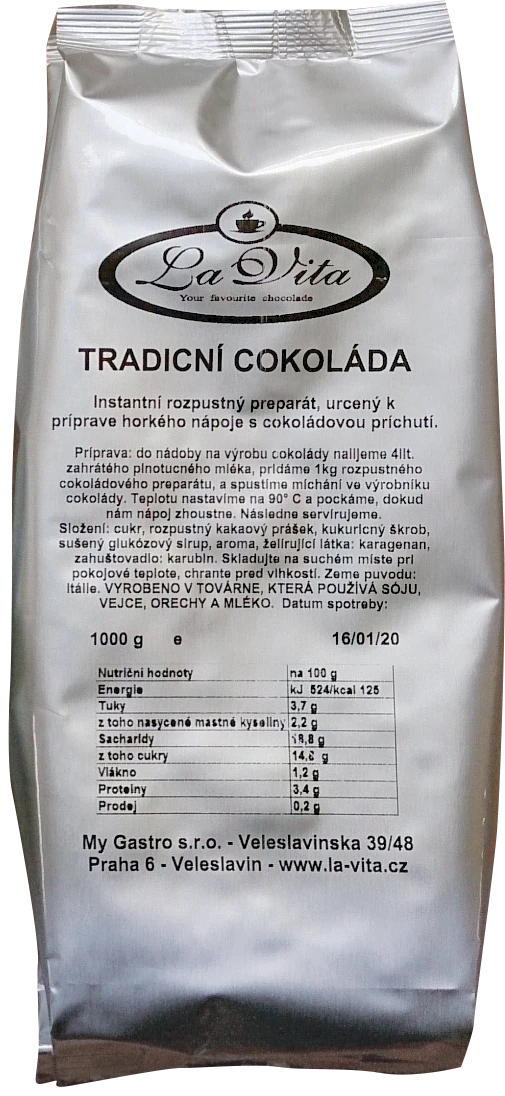 La Vita
Your favourite chocolade
TRADICNÍ COKOLÁDA
Instantní rozpustný preparát, urcený k
príprave horkého nápoje s cokoládovou príchutí.
Príprava: do nádoby na výrobu cokolády nalijeme 4lit.
zahrátého plnotucného mléka, pridáme 1kg rozpustného
cokoládového preparátu, a spustíme míchání ve výrobníku
cokolády. Teplotu nastavíme na 90° C a pockáme, dokud
nám nápoj zhoustne. Následne servírujeme.
Složení: cukr, rozpustný kakaový prášek, kukuricný škrob,
sušený glukózový sirup, aroma, želírující látka: karagenan,
zahuštovadlo: karubin. Skladujte na suchém míste pri
pokojové teplote, chrante pred vlhkostí. Zeme puvodu:
Itálie. VYROBENO V TOVÁRNE, KTERÁ POUŽÍVÁ SÓJU,
VEJCE, ORECHY A MLÉKO. Datum spotreby:
1000 g e 16/01/20
Nutriční hodnoty na 100 g
Energie kJ 524/kcal 125
Tuky 3,7 g
z toho nasycené mastné kyseliny 2,2 g
Sacharidy 18,8 g
z toho cukry g
Vlákno 1,2 g
Proteiny 3,4 g
Prodej 0,2 g
My Gastro s.r.o. - Veleslavinska 39/48
Praha 6 - Veleslavin - www.la-vita.cz